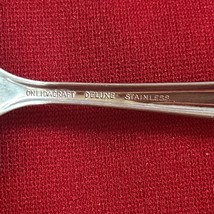 ONEIDACRAFT DELUXE STAINLESS